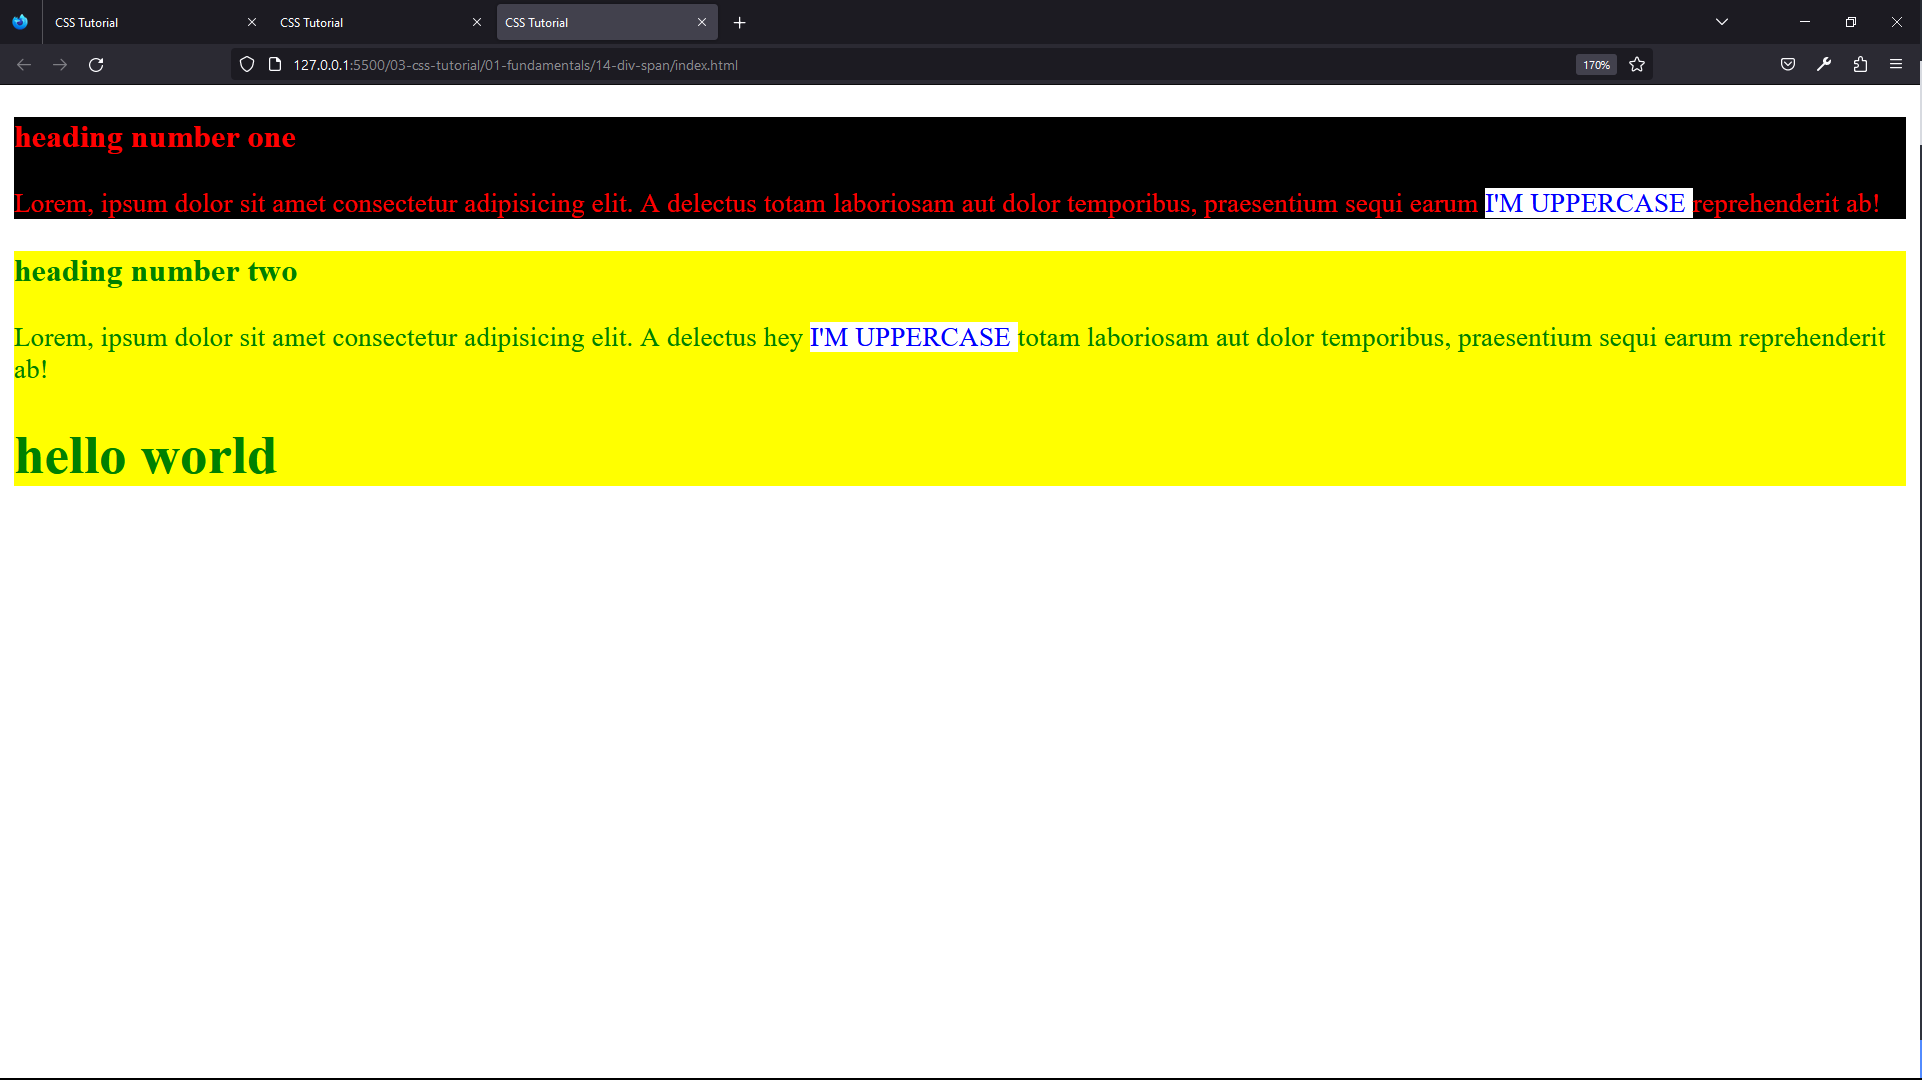 CSS Tutorial
CSS Tutorial
CSS Tutorial
127.0.0.1:5500/03-css-tutorial/01-fundamentals/14-div-span/index.html
170%
heading number one
Lorem, ipsum dolor sit amet consectetur adipisicing elit. A delectus totam laboriosam aut dolor temporibus, praesentium sequi earum I'M UPPERCASE reprehenderit ab!
heading number two
Lorem, ipsum dolor sit amet consectetur adipisicing elit. A delectus hey I'M UPPERCASE totam laboriosam aut dolor temporibus, praesentium sequi earum reprehenderit
ab!
hello world